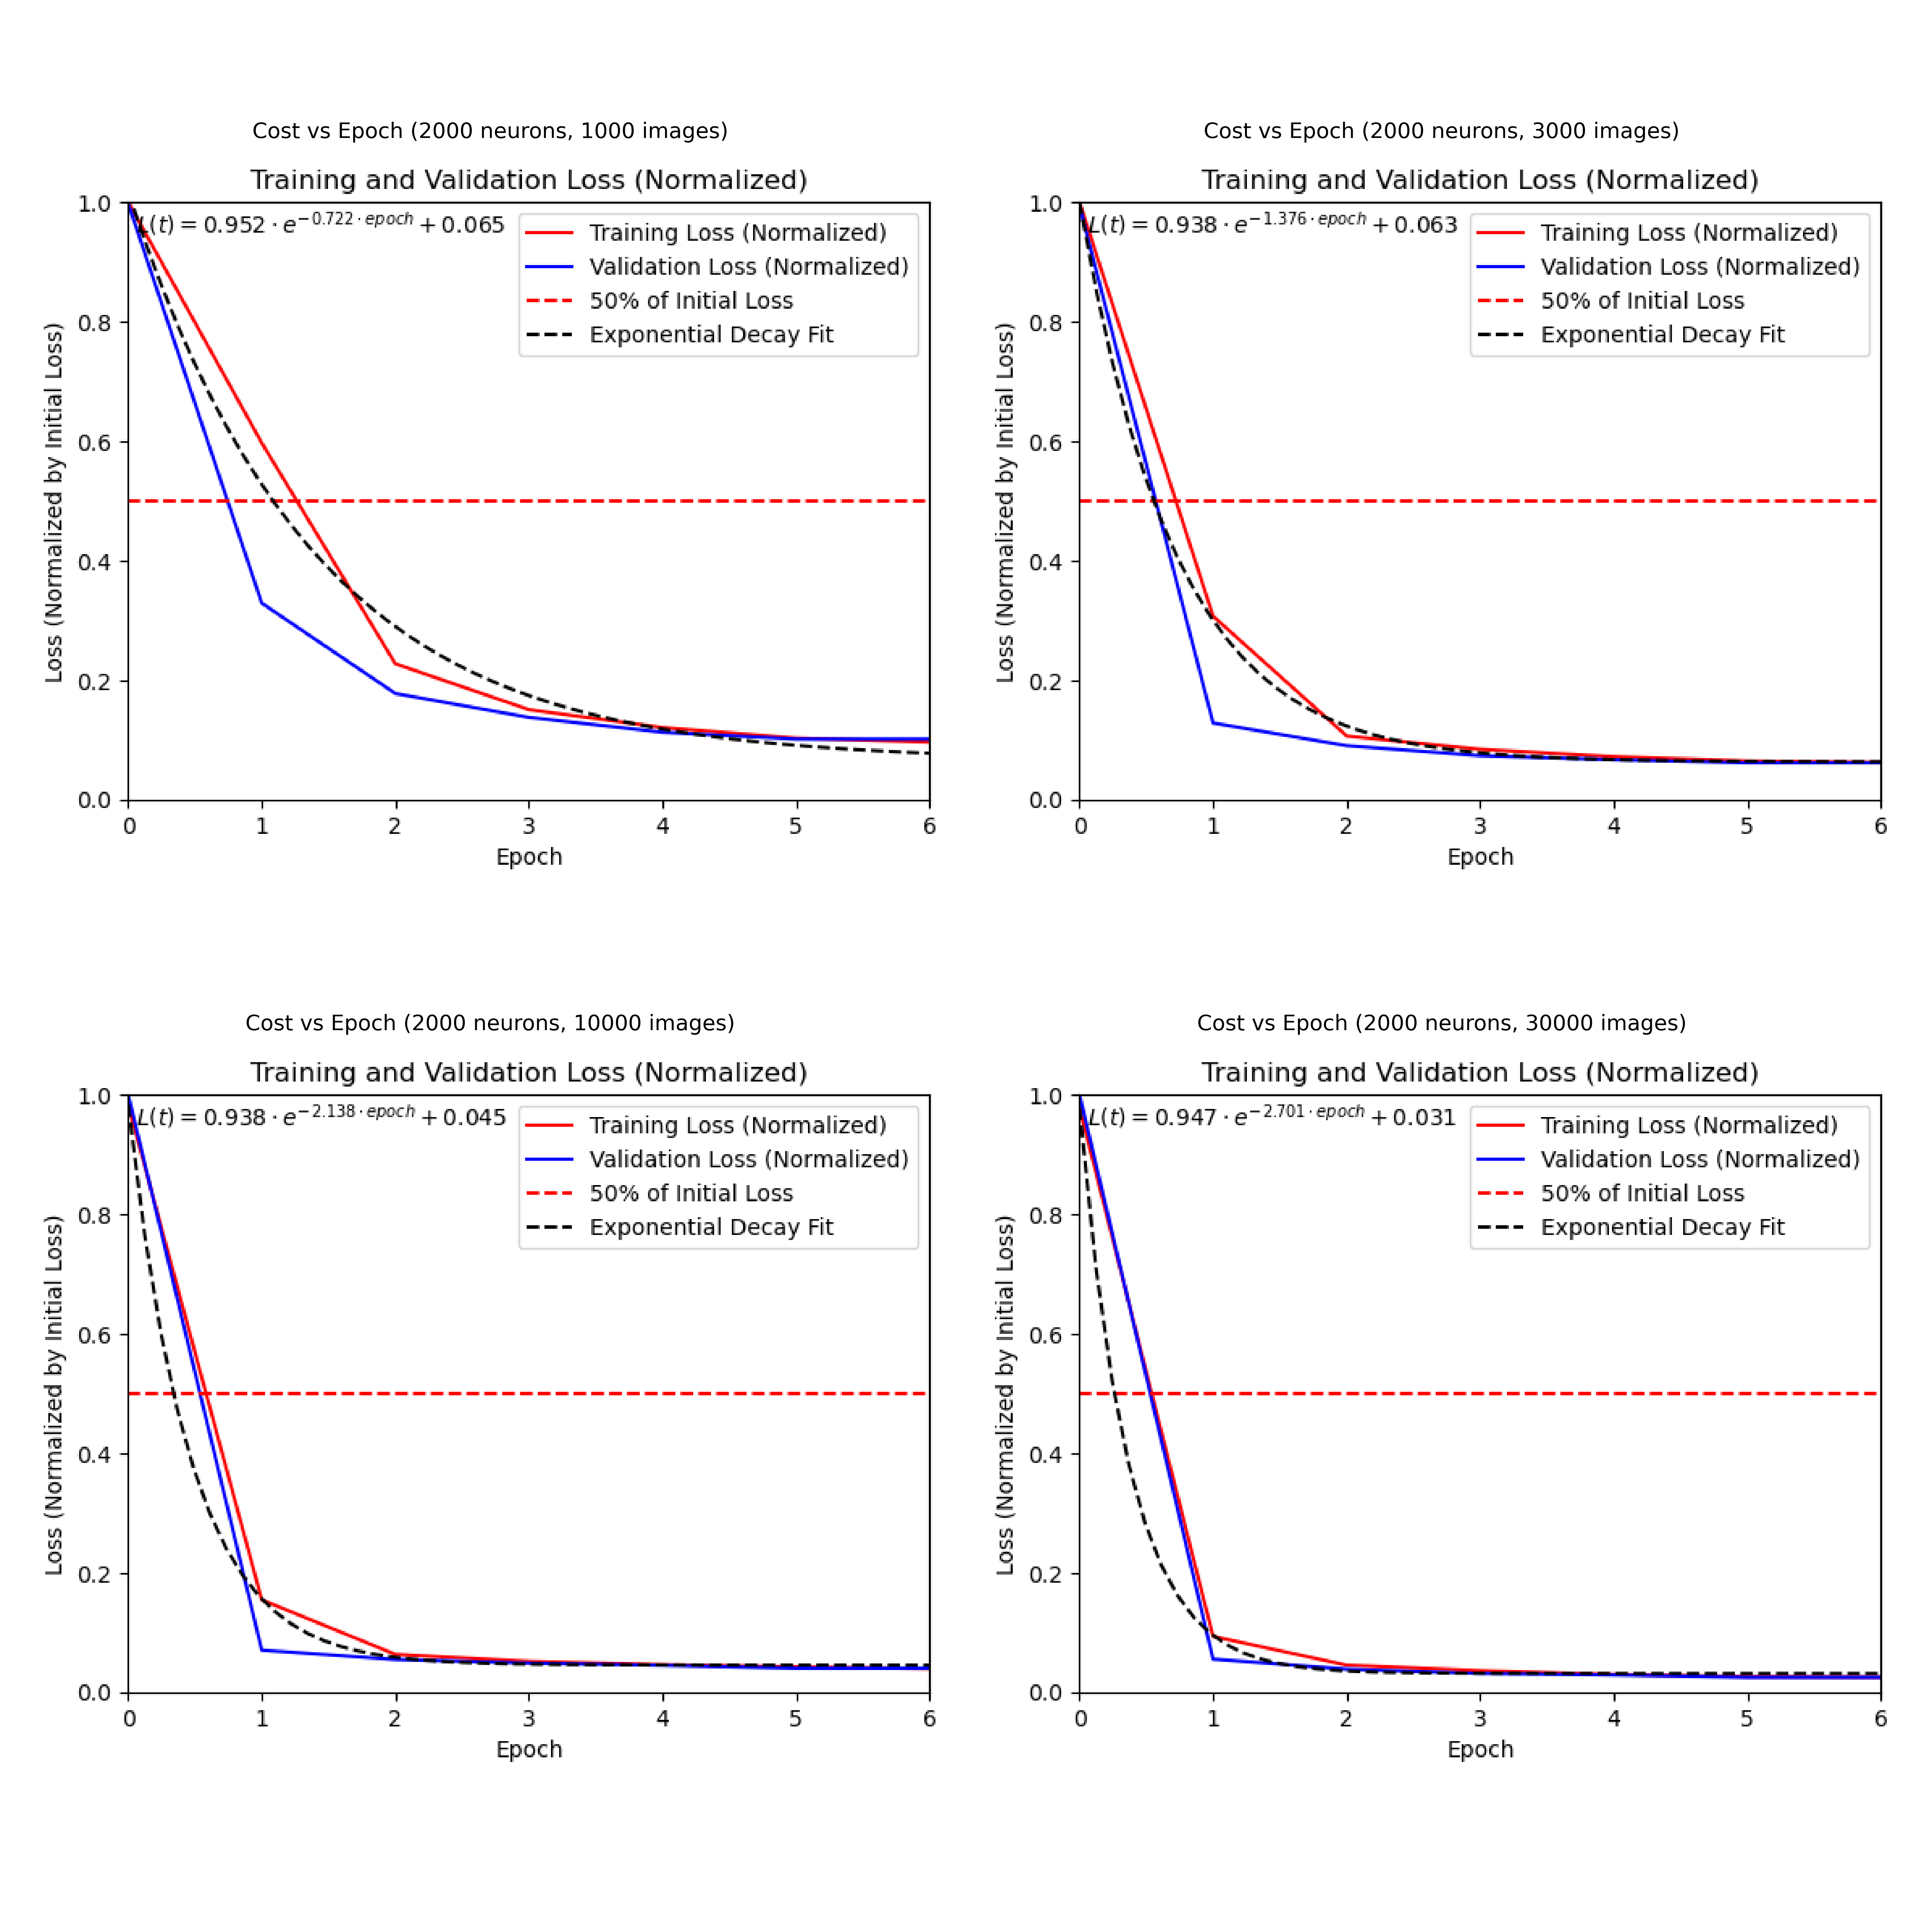 Cost vs Epoch (2000 neurons, 1000 images)
Training and Validation Loss (Normalized)
L(t) = 0.952 · e^{−0.722 · epoch} + 0.065
Training Loss (Normalized)
Validation Loss (Normalized)
50% of Initial Loss
Exponential Decay Fit
Loss (Normalized by Initial Loss)
1.0
0.8
0.6
0.4
0.2
0.0
0 1 2 3 4 5 6
Epoch
Cost vs Epoch (2000 neurons, 3000 images)
Training and Validation Loss (Normalized)
L(t) = 0.938 · e^{−1.376 · epoch} + 0.063
Training Loss (Normalized)
Validation Loss (Normalized)
50% of Initial Loss
Exponential Decay Fit
Loss (Normalized by Initial Loss)
1.0
0.8
0.6
0.4
0.2
0.0
0 1 2 3 4 5 6
Epoch
Cost vs Epoch (2000 neurons, 10000 images)
Training and Validation Loss (Normalized)
L(t) = 0.938 · e^{−2.138 · epoch} + 0.045
Training Loss (Normalized)
Validation Loss (Normalized)
50% of Initial Loss
Exponential Decay Fit
Loss (Normalized by Initial Loss)
1.0
0.8
0.6
0.4
0.2
0.0
0 1 2 3 4 5 6
Epoch
Cost vs Epoch (2000 neurons, 30000 images)
Training and Validation Loss (Normalized)
L(t) = 0.947 · e^{−2.701 · epoch} + 0.031
Training Loss (Normalized)
Validation Loss (Normalized)
50% of Initial Loss
Exponential Decay Fit
Loss (Normalized by Initial Loss)
1.0
0.8
0.6
0.4
0.2
0.0
0 1 2 3 4 5 6
Epoch